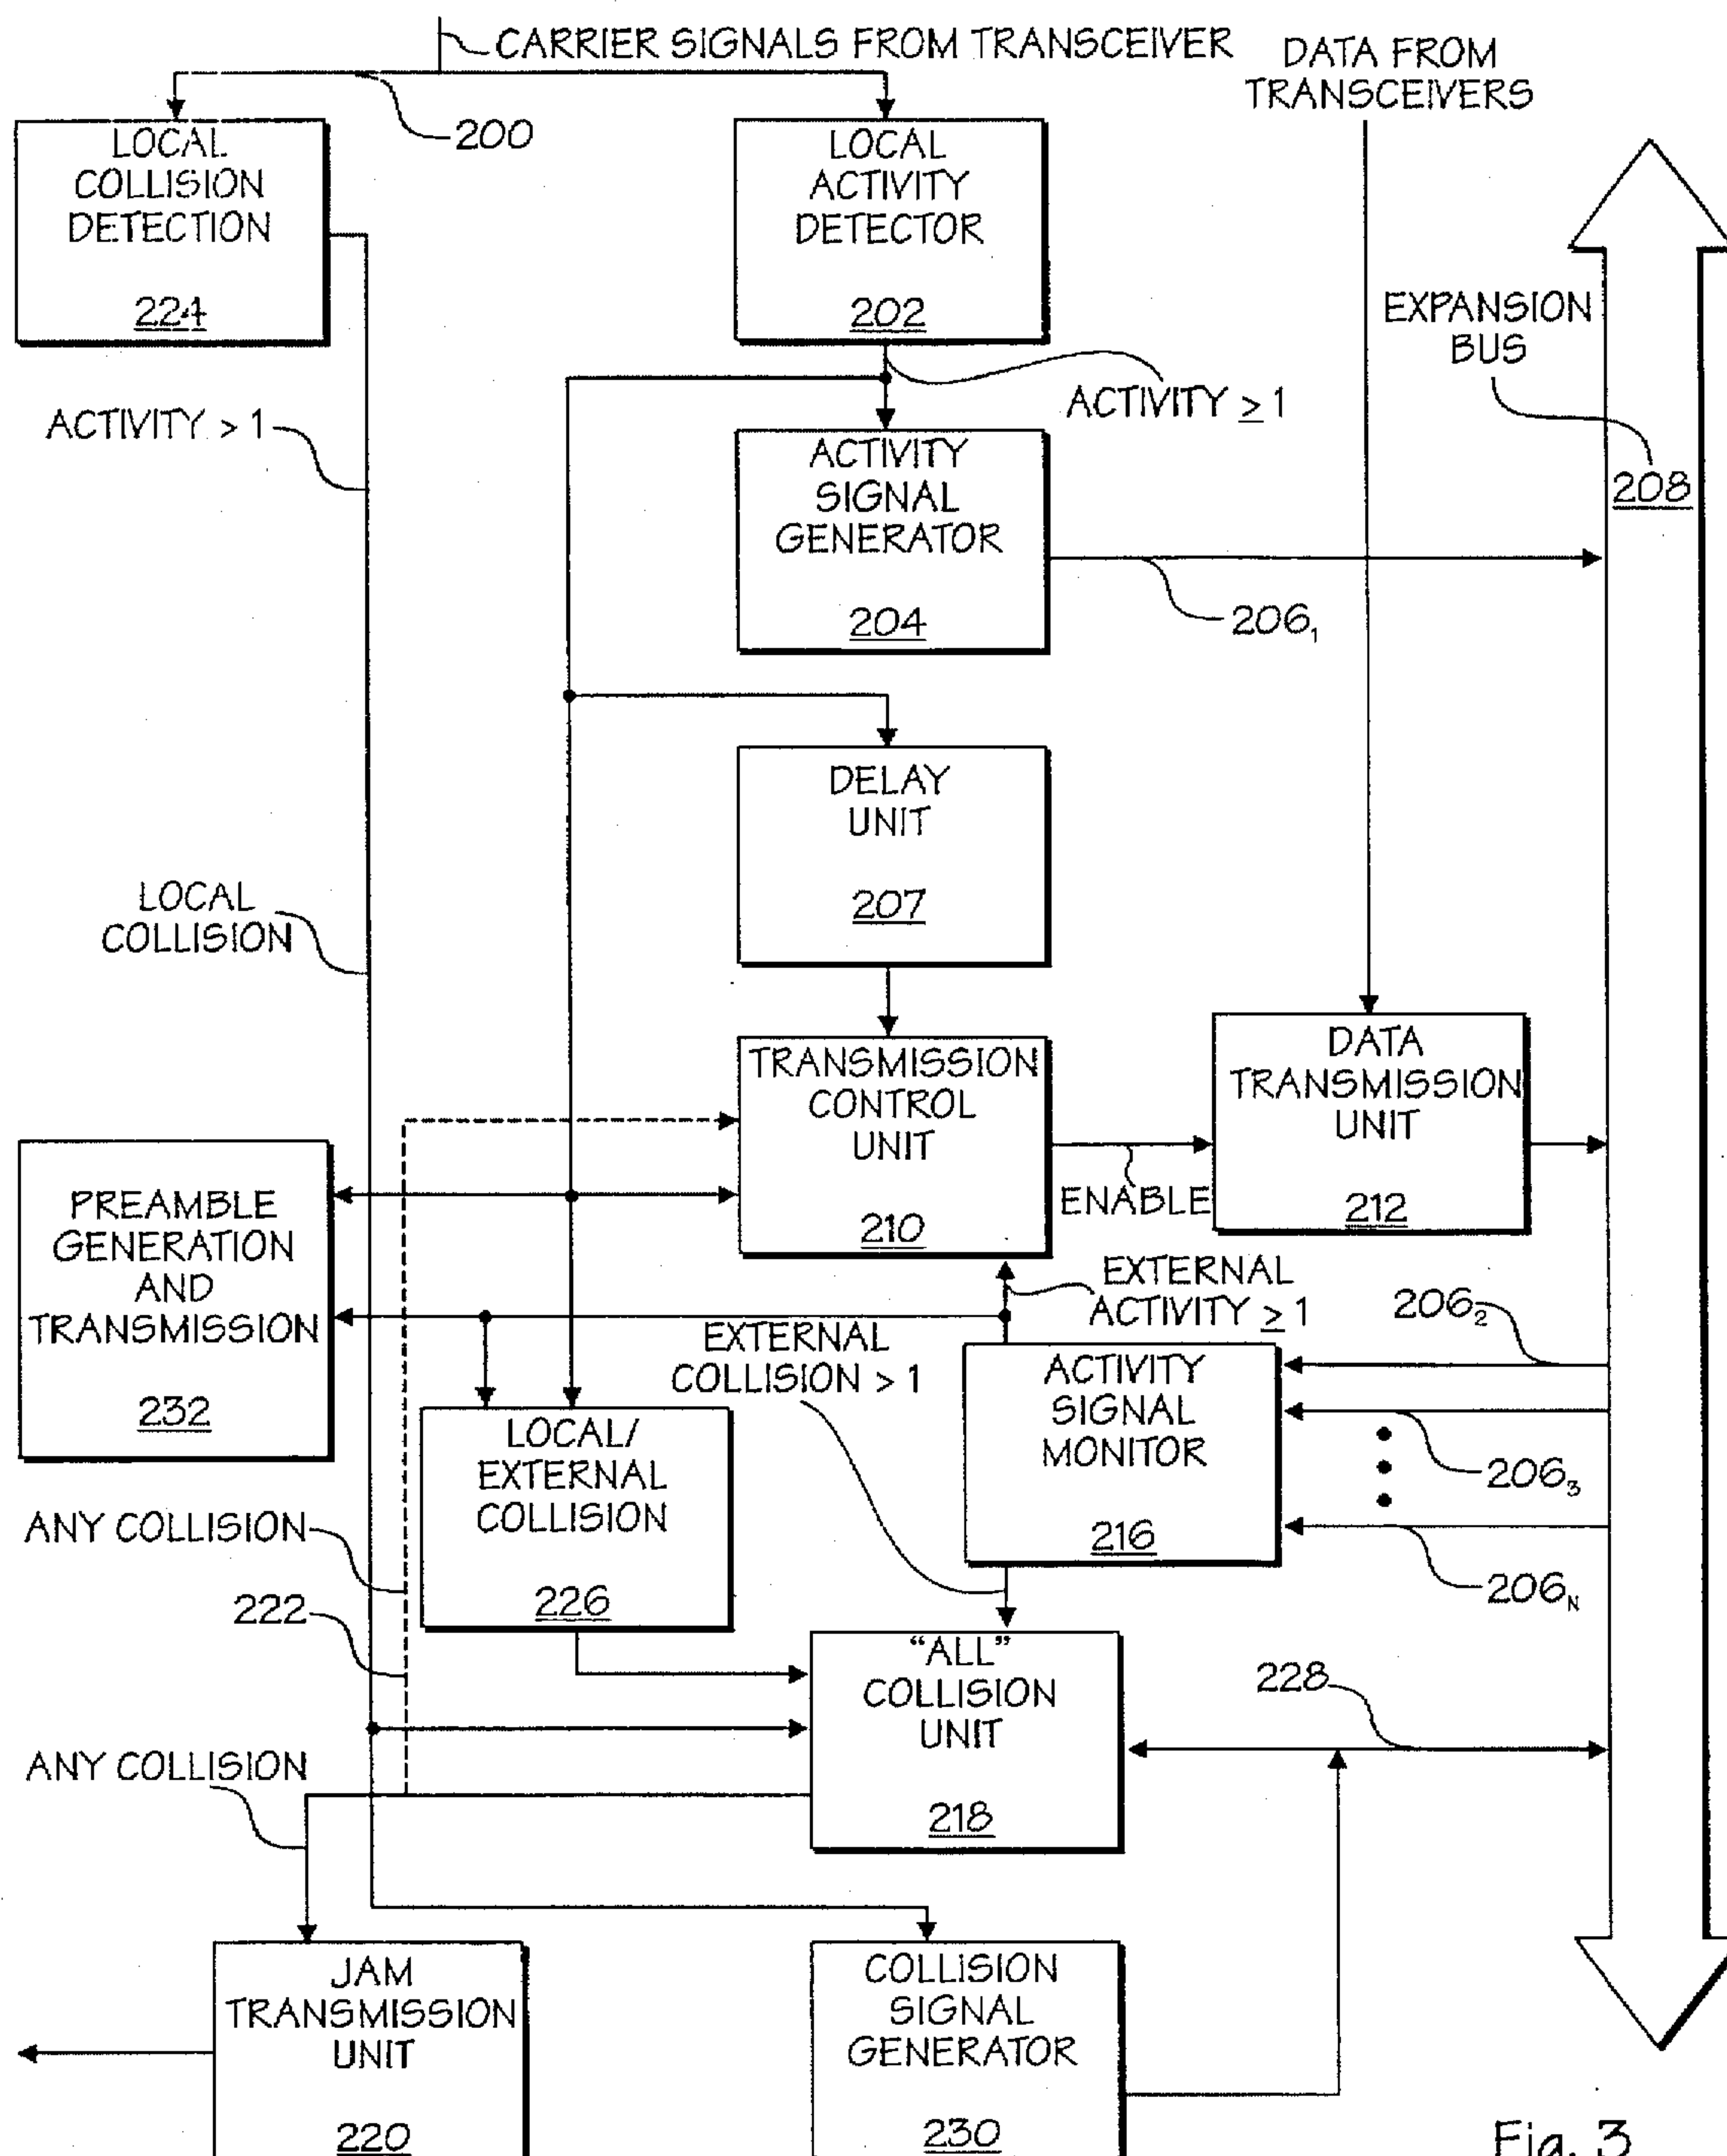 CARRIER SIGNALS FROM TRANSCEIVER
DATA FROM
TRANSCEIVERS
200
LOCAL
COLLISION
DETECTION
224
LOCAL
ACTIVITY
DETECTOR
202
EXPANSION
BUS
208
ACTIVITY > 1
ACTIVITY ≥ 1
ACTIVITY
SIGNAL
GENERATOR
204
206₁
DELAY
UNIT
207
LOCAL
COLLISION
TRANSMISSION
CONTROL
UNIT
210
ENABLE
DATA
TRANSMISSION
UNIT
212
PREAMBLE
GENERATION
AND
TRANSMISSION
232
EXTERNAL
ACTIVITY ≥ 1
EXTERNAL
COLLISION > 1
206₂
206₃
206ₙ
ACTIVITY
SIGNAL
MONITOR
216
LOCAL/
EXTERNAL
COLLISION
226
ANY COLLISION
222
"ALL"
COLLISION
UNIT
218
228
ANY COLLISION
JAM
TRANSMISSION
UNIT
220
COLLISION
SIGNAL
GENERATOR
230
Fig. 3